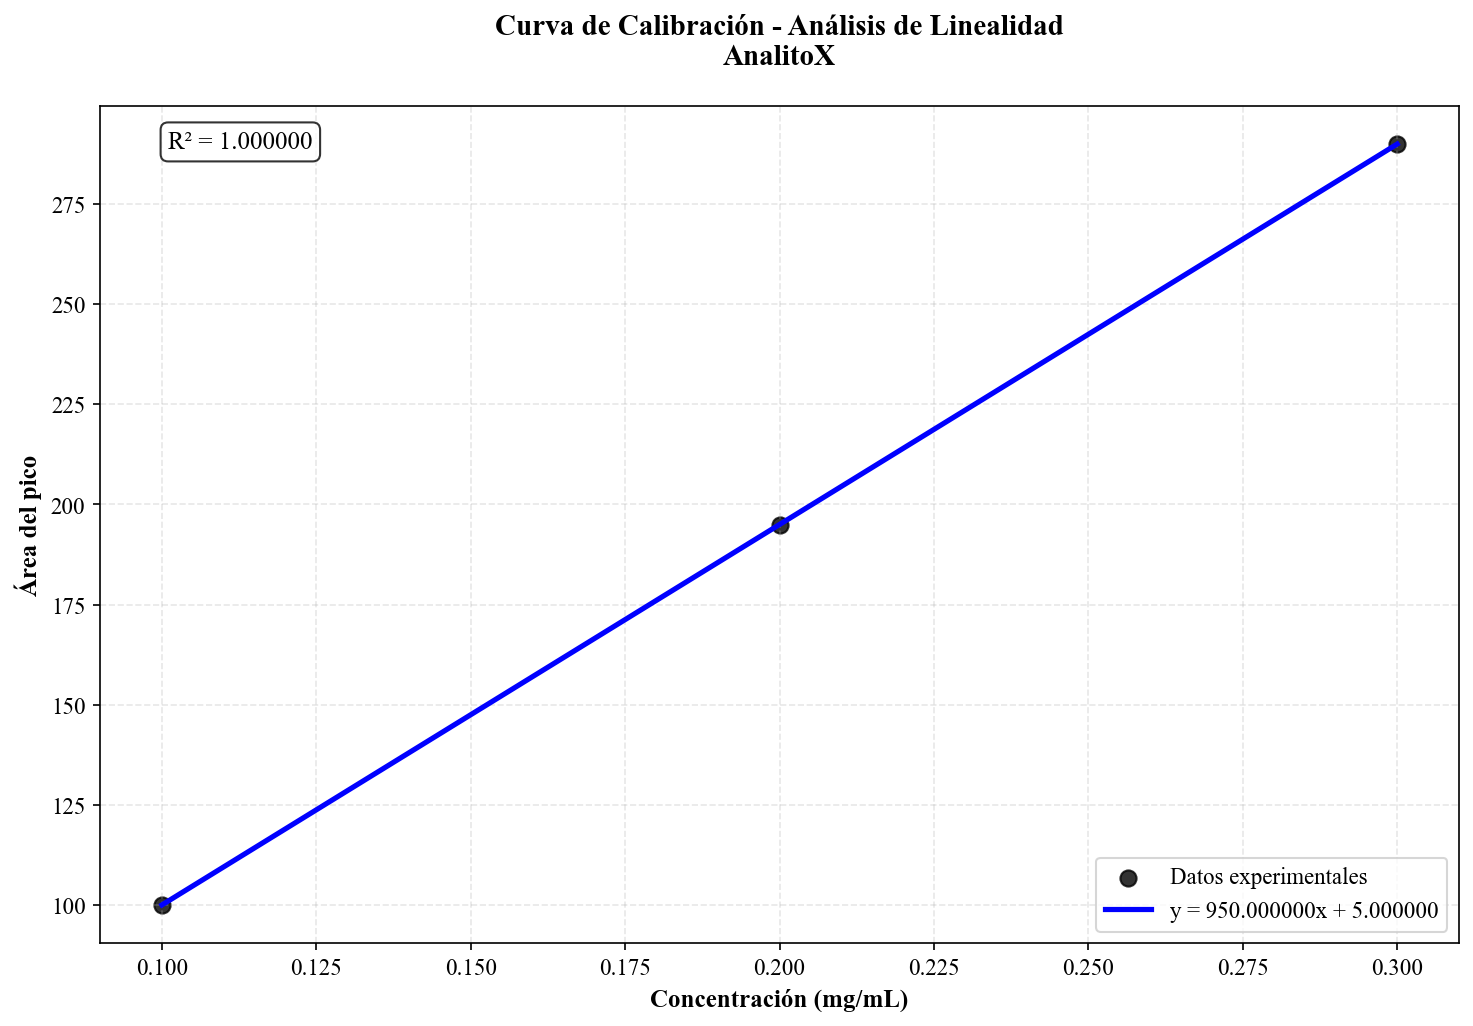 Curva de Calibración - Análisis de Linealidad
AnalitoX
R² = 1.000000
Área del pico
275
250
225
200
175
150
125
100
Datos experimentales
y = 950.000000x + 5.000000
0.100 0.125 0.150 0.175 0.200 0.225 0.250 0.275 0.300
Concentración (mg/mL)